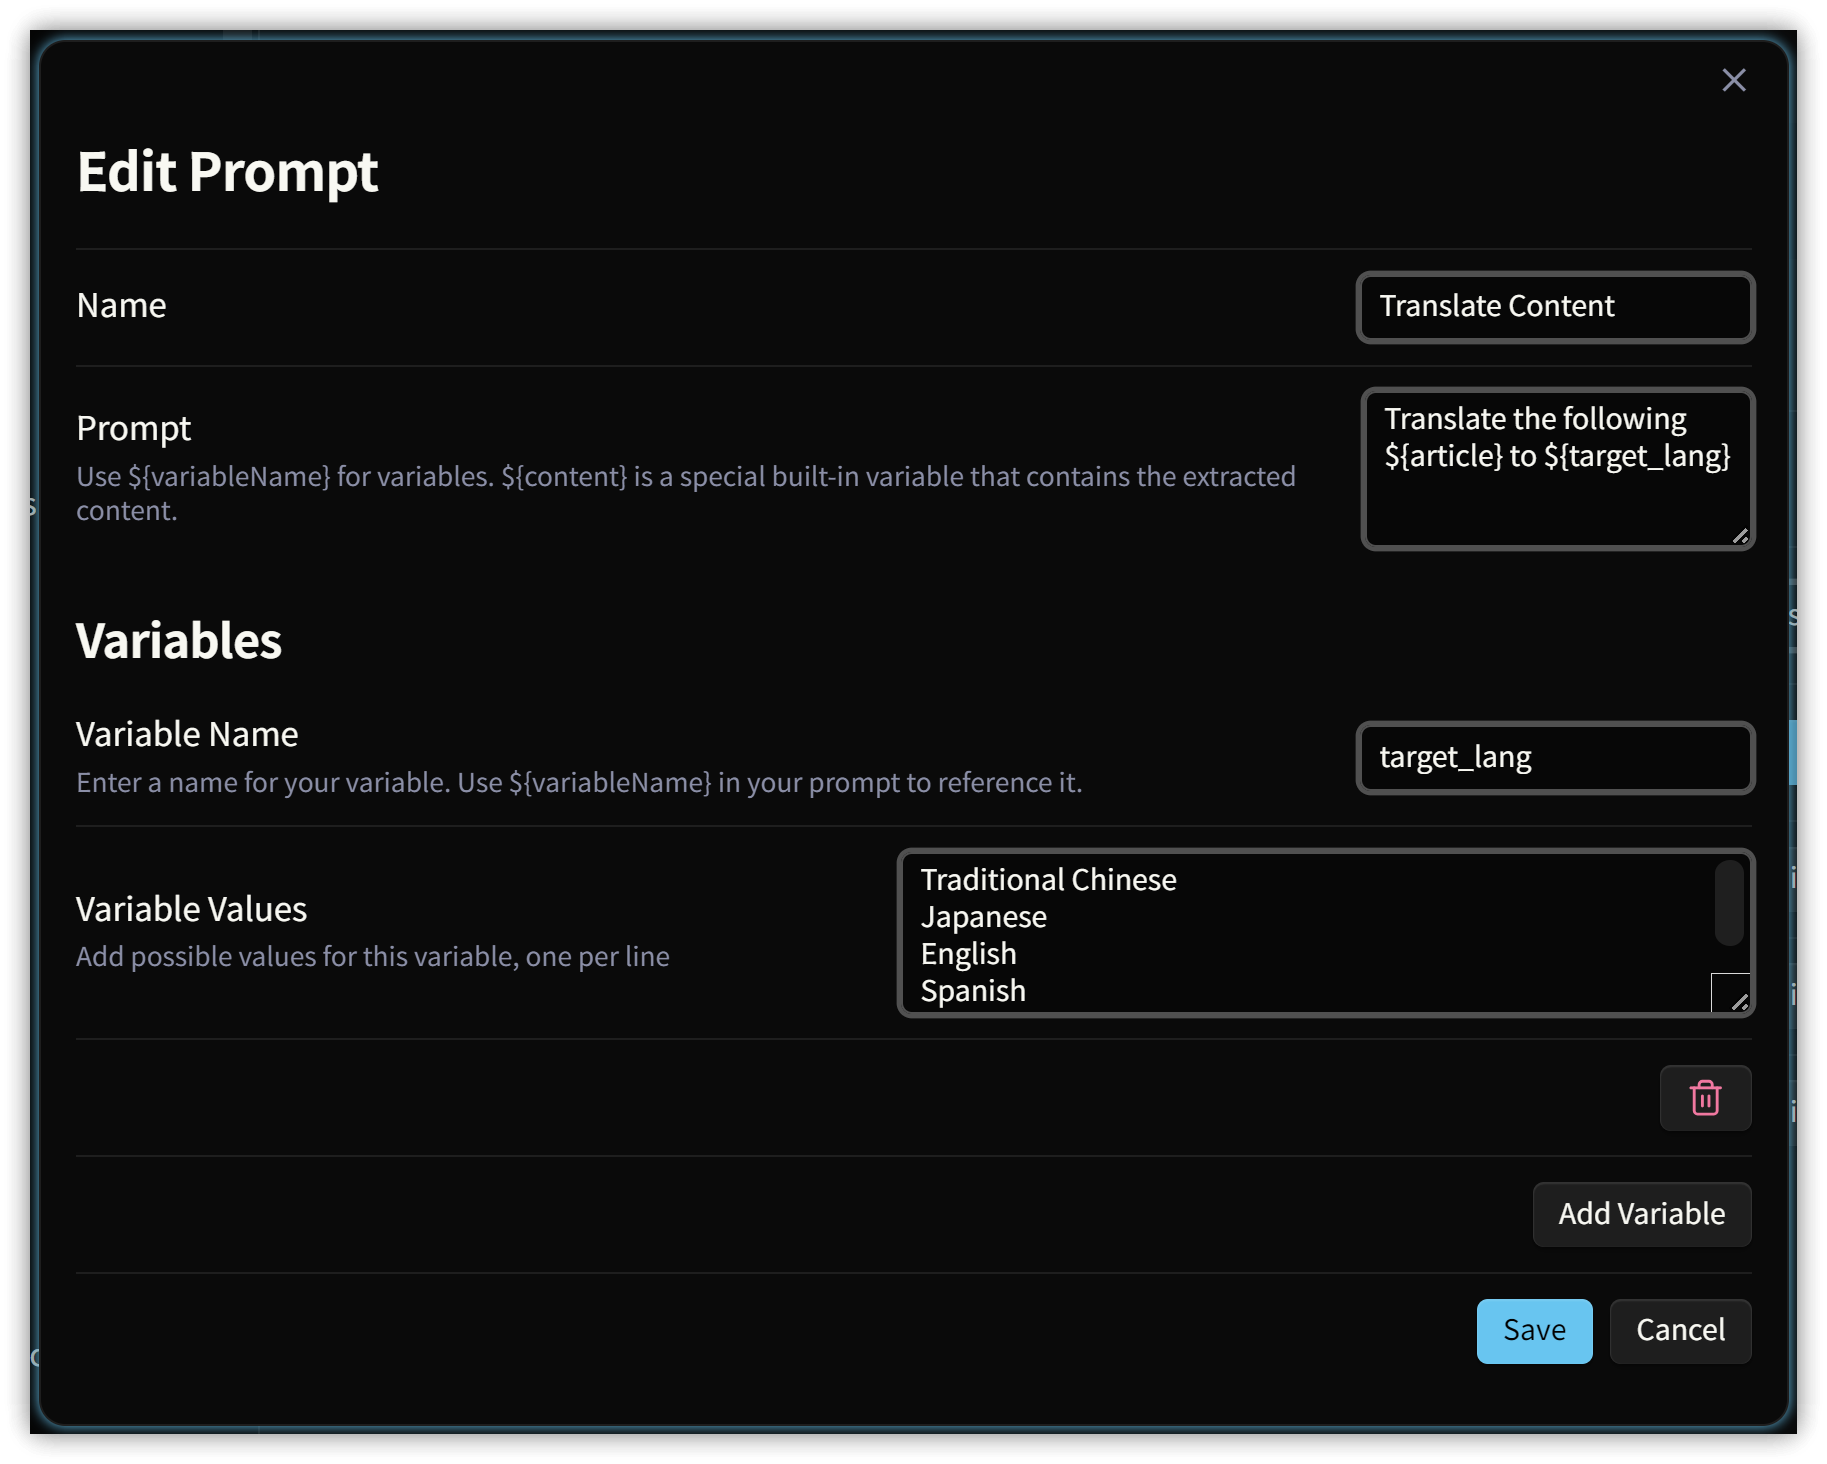 Edit Prompt
Name
Translate Content
Prompt
Use ${variableName} for variables. ${content} is a special built-in variable that contains the extracted
content.
Translate the following
${article} to ${target_lang}
Variables
Variable Name
Enter a name for your variable. Use ${variableName} in your prompt to reference it.
target_lang
Variable Values
Add possible values for this variable, one per line
Traditional Chinese
Japanese
English
Spanish
Add Variable
Save
Cancel